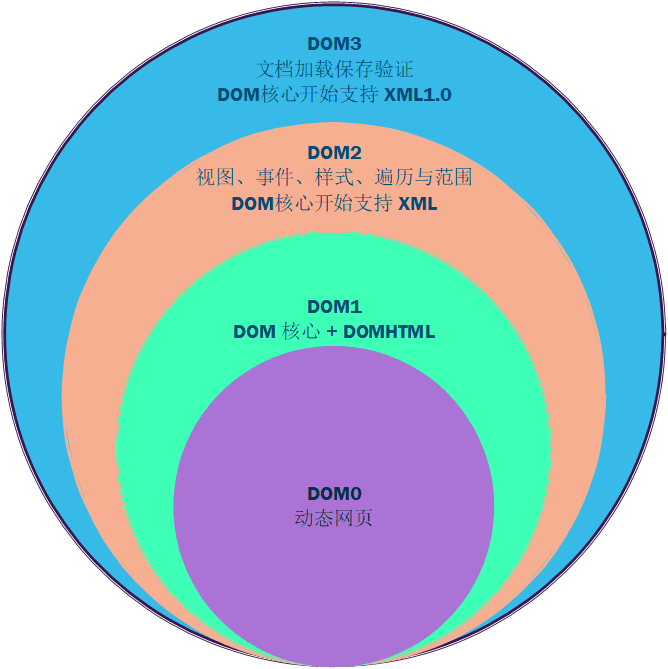 DOM3
文档加载保存验证
DOM核心开始支持 XML1.0
DOM2
视图、事件、样式、遍历与范围
DOM核心开始支持 XML
DOM1
DOM 核心 + DOMHTML
DOM0
动态网页